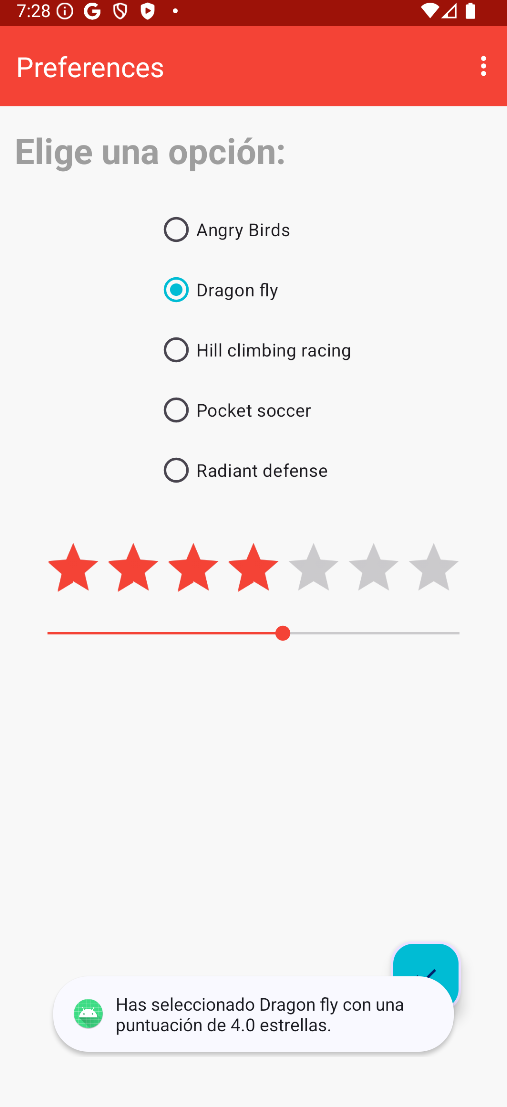 7:28
Preferences
Elige una opción:
Angry Birds
Dragon fly
Hill climbing racing
Pocket soccer
Radiant defense
Has seleccionado Dragon fly con una
puntuación de 4.0 estrellas.